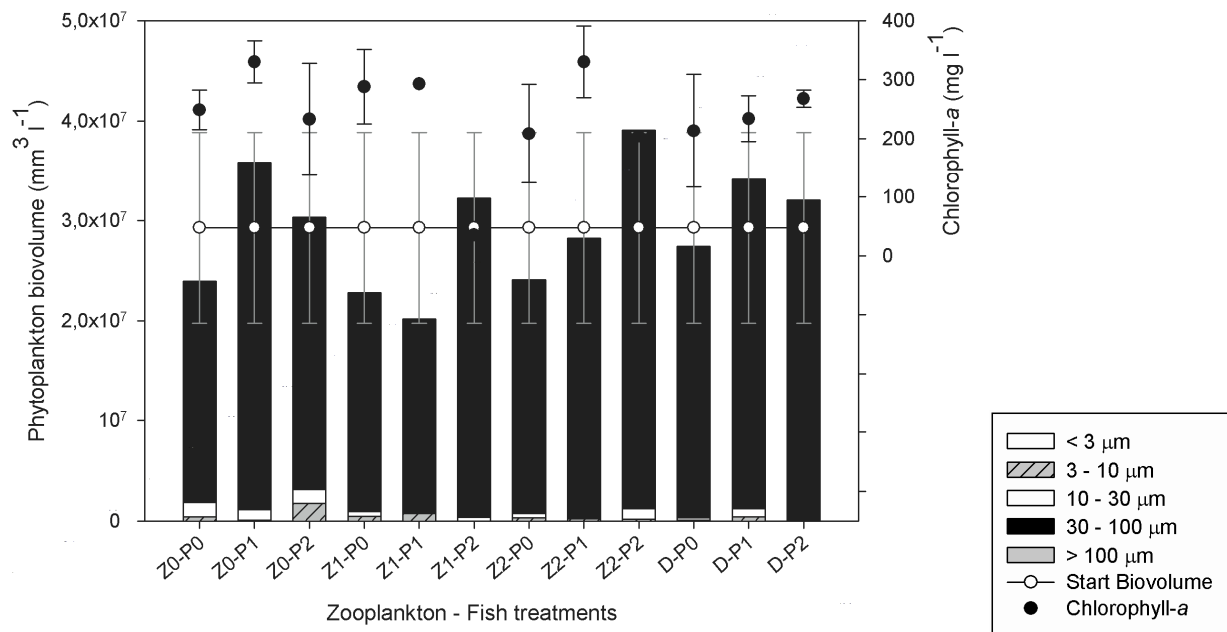 5,0x10⁷
4,0x10⁷
3,0x10⁷
2,0x10⁷
10⁷
0
Phytoplankton biovolume (mm³ l⁻¹)
400
300
200
100
0
Chlorophyll-a (mg l⁻¹)
Z0-P0
Z0-P1
Z0-P2
Z1-P0
Z1-P1
Z1-P2
Z2-P0
Z2-P1
Z2-P2
D-P0
D-P1
D-P2
Zooplankton - Fish treatments
< 3 µm
3 - 10 µm
10 - 30 µm
30 - 100 µm
> 100 µm
Start Biovolume
Chlorophyll-a